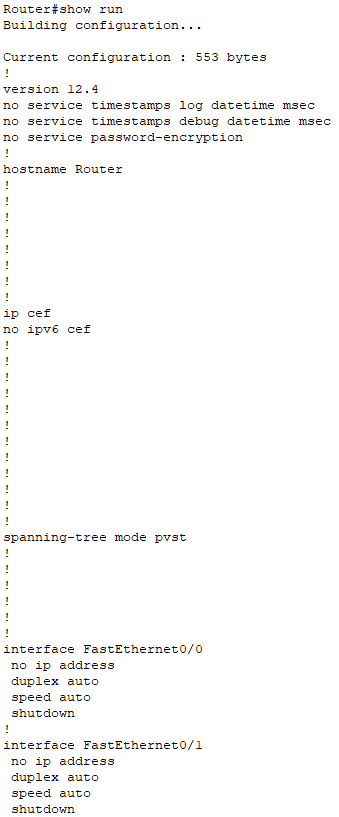 Router#show run
Building configuration...
Current configuration : 553 bytes
!
version 12.4
no service timestamps log datetime msec
no service timestamps debug datetime msec
no service password-encryption
!
hostname Router
!
!
!
!
!
!
!
!
ip cef
no ipv6 cef
!
!
!
!
!
!
!
!
!
!
!
!
spanning-tree mode pvst
!
!
!
!
!
!
interface FastEthernet0/0
 no ip address
 duplex auto
 speed auto
 shutdown
!
interface FastEthernet0/1
 no ip address
 duplex auto
 speed auto
 shutdown